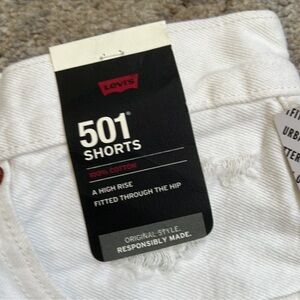 Levi's
501®
SHORTS
100% COTTON
A HIGH RISE
FITTED THROUGH THE HIP
ORIGINAL STYLE.
RESPONSIBLY MADE.